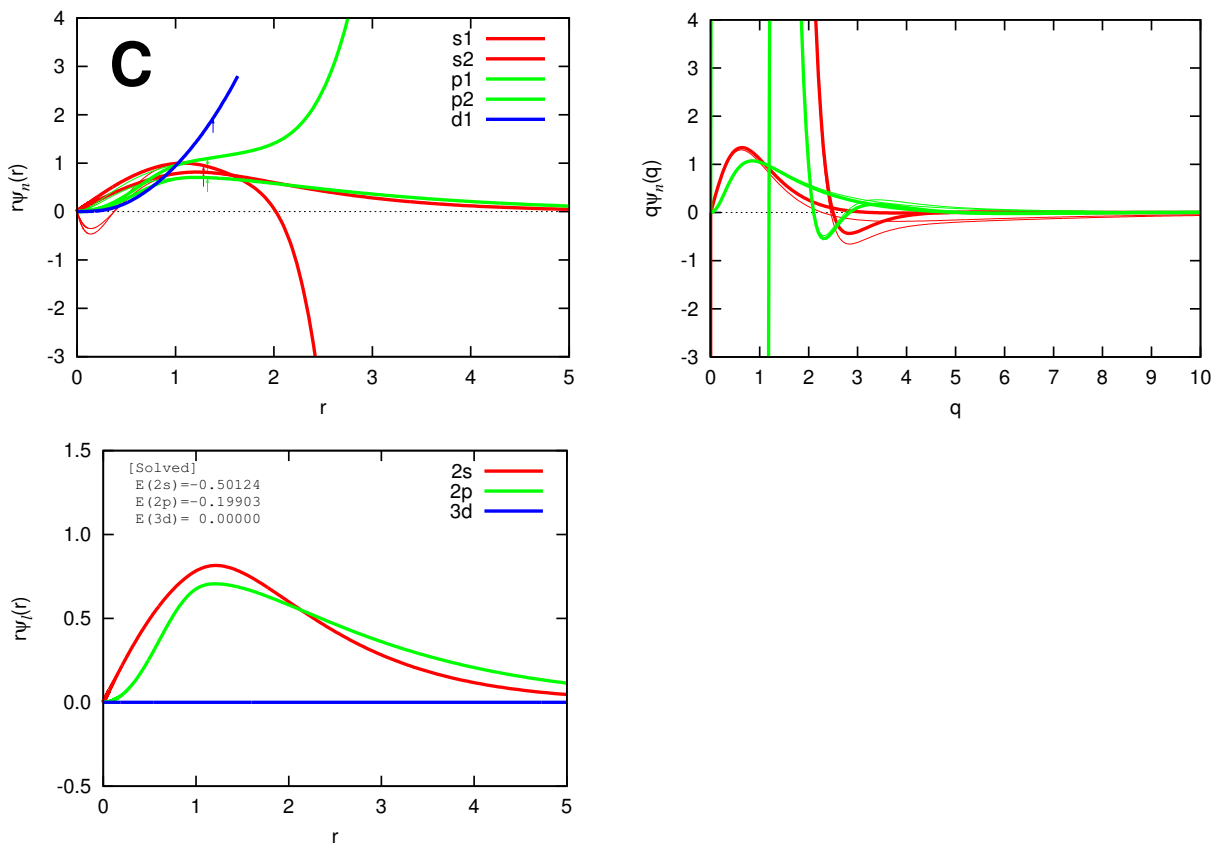 C
s1
s2
p1
p2
d1
4
3
2
1
0
-1
-2
-3
0 1 2 3 4 5
r
rψn(r)
4
3
2
1
0
-1
-2
-3
0 1 2 3 4 5 6 7 8 9 10
q
qψn(q)
[Solved]
E(2s)=-0.50124
E(2p)=-0.19903
E(3d)= 0.00000
2s
2p
3d
1.5
1.0
0.5
0.0
-0.5
0 1 2 3 4 5
r
rψl(r)